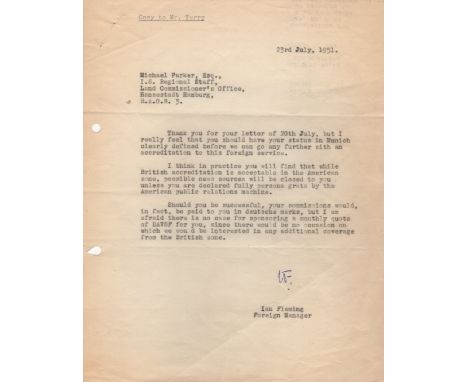 Copy to Mr. Terry
23rd July, 1951.
Michael Parker, Esq.,
I.S. Regional Staff,
Land Commissioner's Office,
Hansestadt Hamburg,
B.A.O.R. 3.
Thank you for your letter of 20th July, but I
really feel that you should have your status in Munich
clearly defined before we can go any further with an
accreditation to this foreign service.
I think in practice you will find that while
British accreditation is acceptable in the American
zone, possible news sources will be closed to you
unless you are declared fully persona grata by the
American public relations machine.
Should you be successful, your commissions would,
in fact, be paid to you in deutsche marks, but I am
afraid there is no case for sponsoring a monthly quota
of BAVSF for you, since there would be no occasion on
which we would be interested in any additional coverage
from the British zone.
Ian Fleming
Foreign Manager